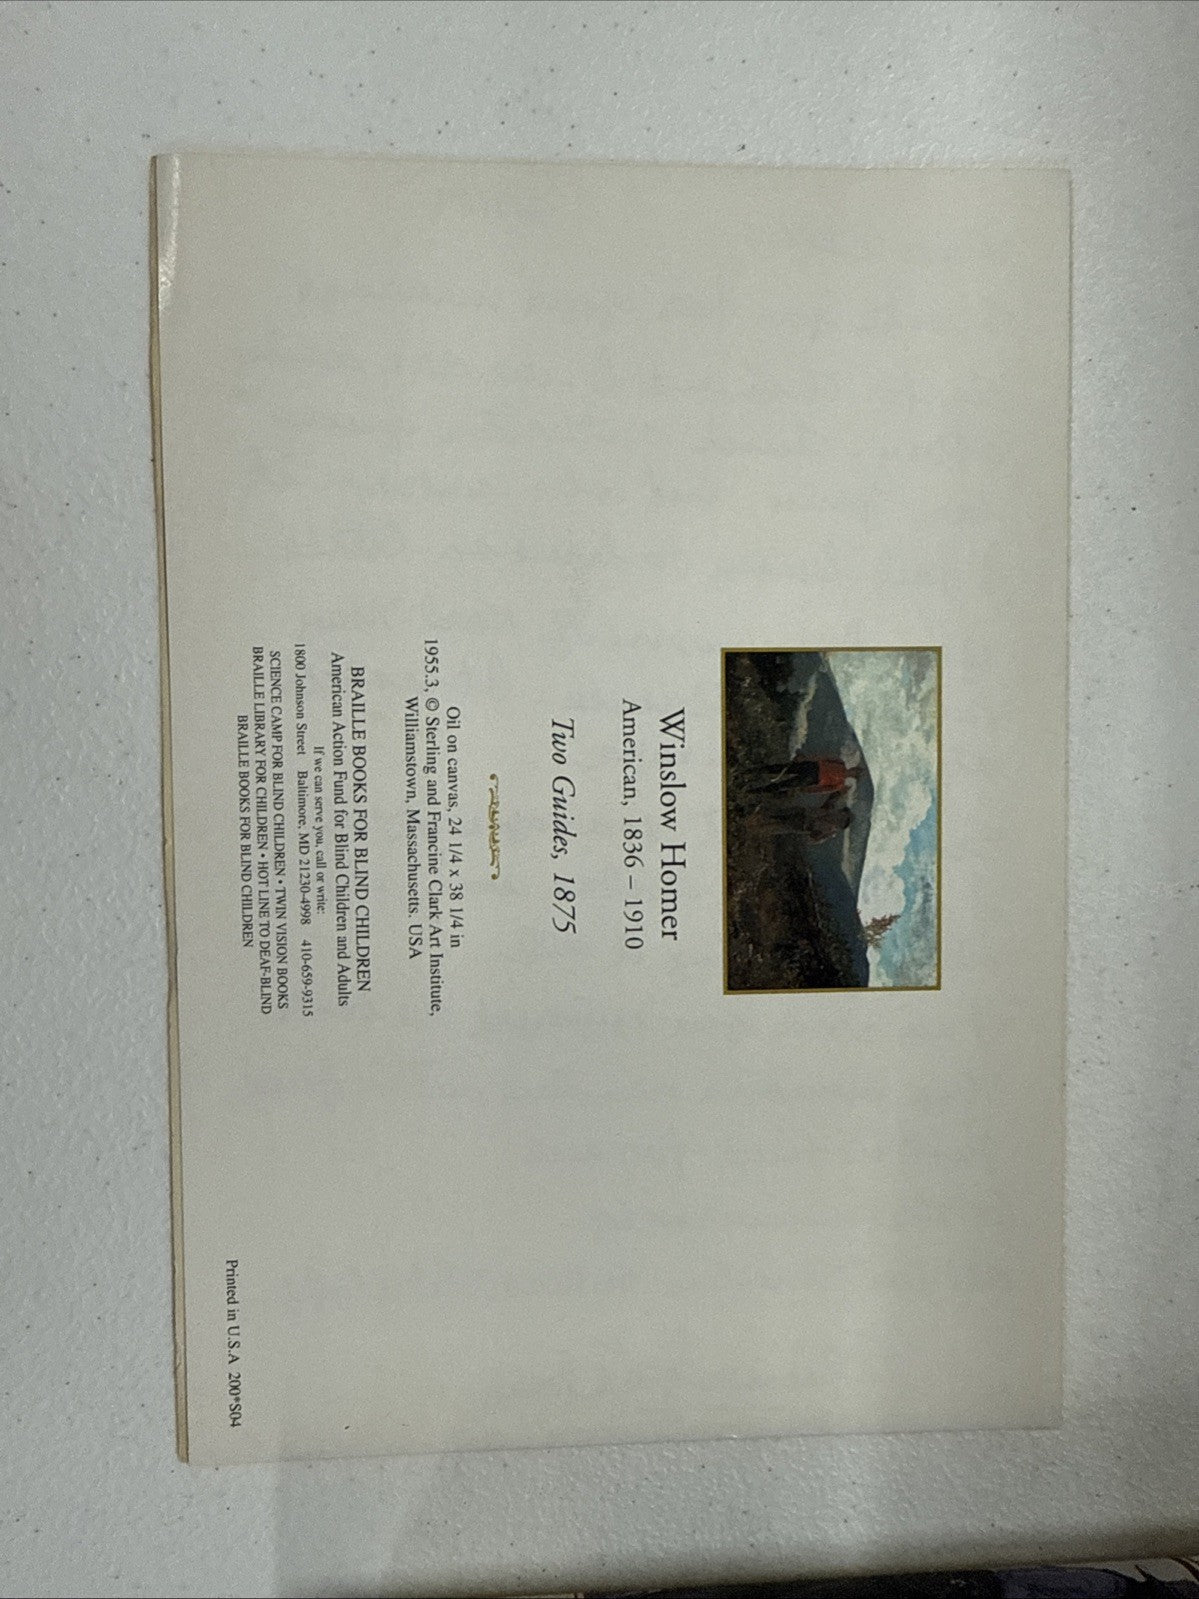 Winslow Homer
American, 1836 – 1910
Two Guides, 1875
Oil on canvas, 24 1/4 x 38 1/4 in
1955.3, © Sterling and Francine Clark Art Institute,
Williamstown, Massachusetts. USA
BRAILLE BOOKS FOR BLIND CHILDREN
American Action Fund for Blind Children and Adults
If we can serve you, call or write:
1800 Johnson Street Baltimore, MD 21230-4998 410-659-9315
SCIENCE CAMP FOR BLIND CHILDREN • TWIN VISION BOOKS
BRAILLE LIBRARY FOR CHILDREN • HOT LINE TO DEAF-BLIND
BRAILLE BOOKS FOR BLIND CHILDREN
Printed in U.S.A 200*S04